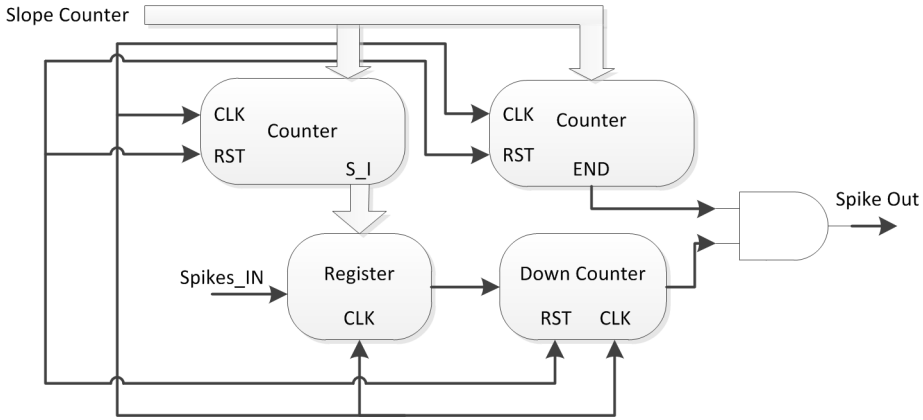 Slope Counter
CLK
Counter
RST
S_I
CLK
Counter
RST
END
Spike Out
Spikes_IN
Register
CLK
Down Counter
RST CLK